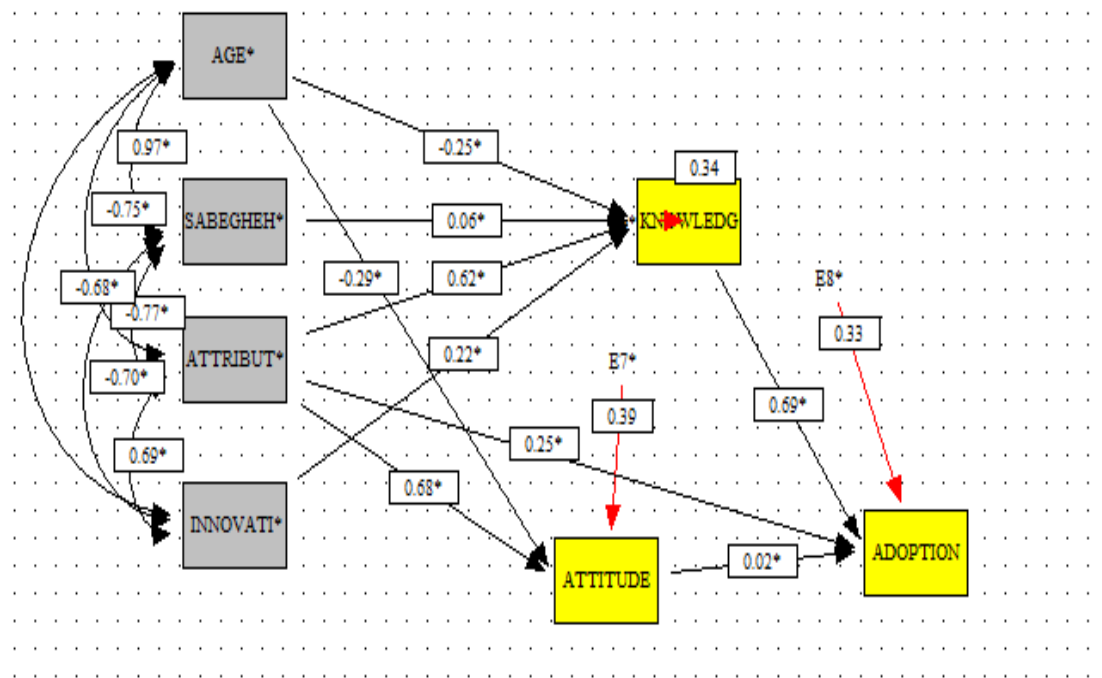 AGE*
0.97*
-0.25*
0.34
-0.75*
SABEGHEH*
0.06*
*KNOWLEDG
-0.68*
-0.29*
0.62*
E8*
-0.77*
0.33
ATTRIBUT*
0.22*
E7*
-0.70*
0.69*
0.39
0.25*
0.69*
0.68*
INNOVATI*
ADOPTION
0.02*
ATTITUDE